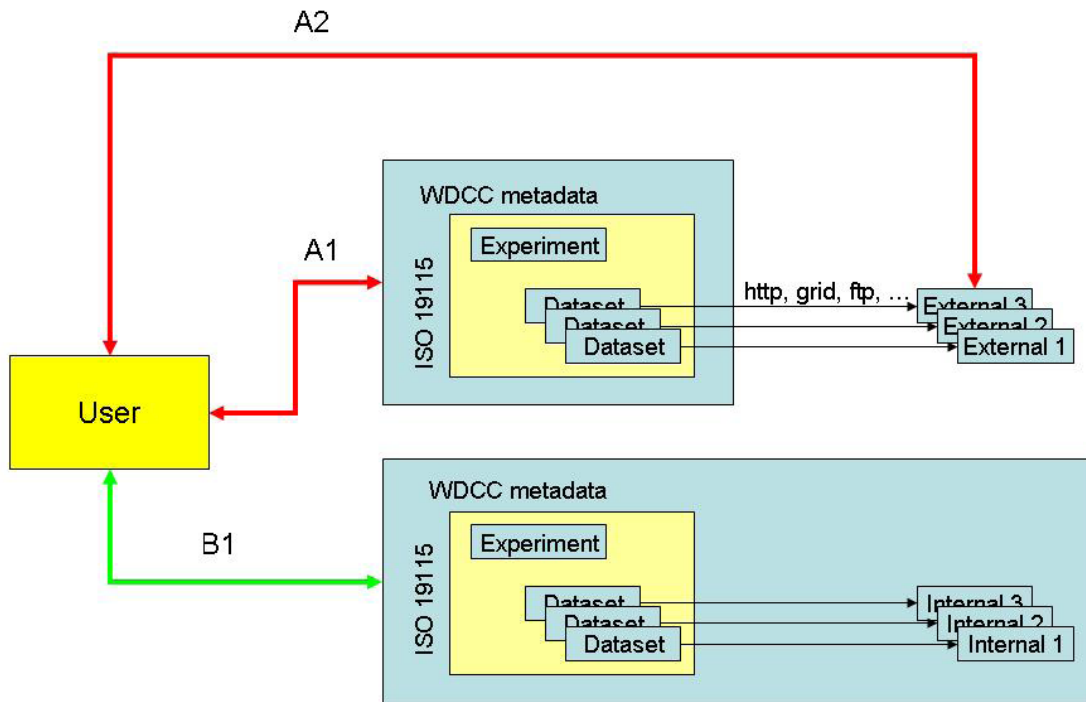 A2
WDCC metadata
ISO 19115
Experiment
A1
Dataset
Dataset
Dataset
http, grid, ftp, ...
External 3
External 2
External 1
User
WDCC metadata
ISO 19115
Experiment
B1
Dataset
Dataset
Dataset
Internal 3
Internal 2
Internal 1